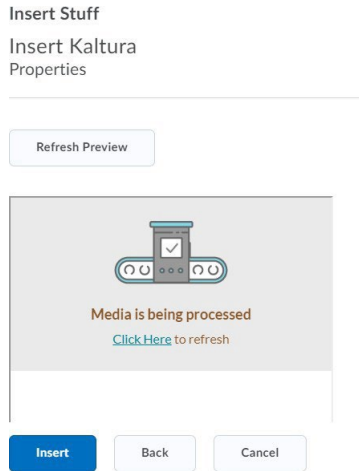 Insert Stuff
Insert Kaltura
Properties
Refresh Preview
Media is being processed
Click Here to refresh
Insert Back Cancel